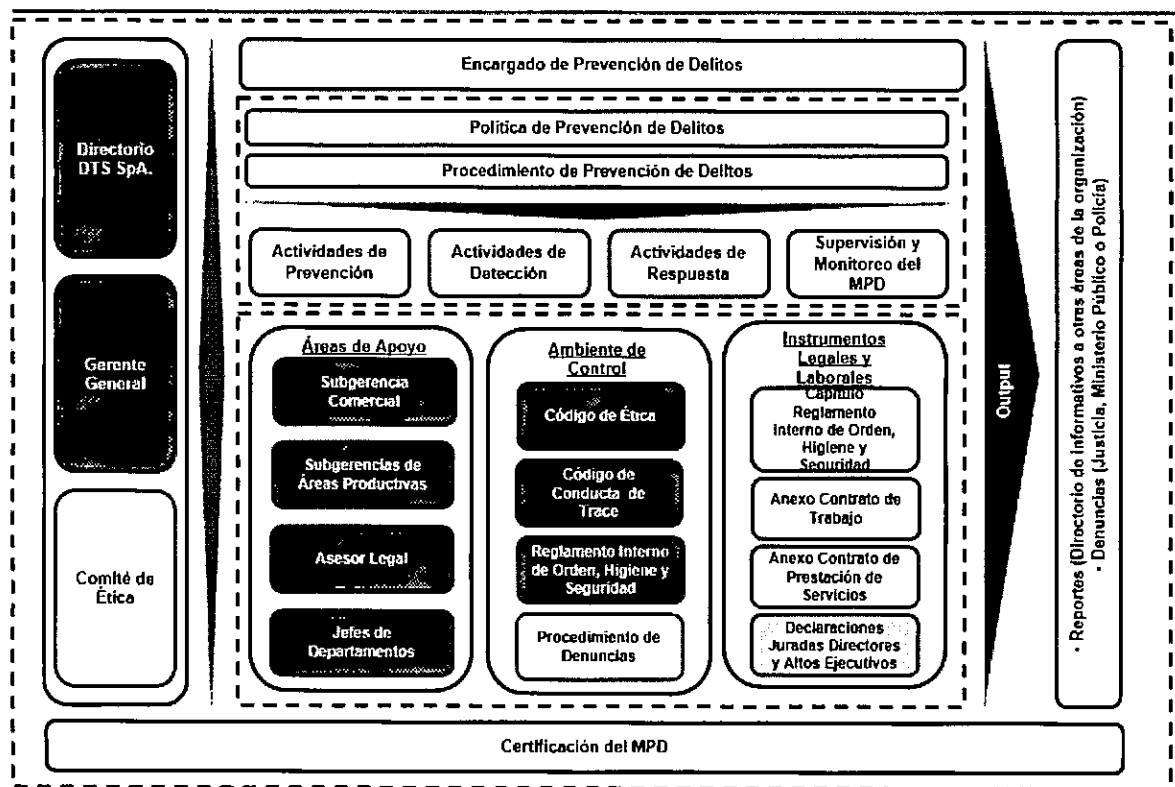 Directorio
DTS SpA.
Gerente
General
Comité de
Ética
Encargado de Prevención de Delitos
Política de Prevención de Delitos
Procedimiento de Prevención de Delitos
Actividades de
Prevención
Actividades de
Detección
Actividades de
Respuesta
Supervisión y
Monitoreo del
MPD
Áreas de Apoyo
Subgerencia
Comercial
Subgerencias de
Áreas Productivas
Asesor Legal
Jefes de
Departamentos
Ambiente de
Control
Código de Ética
Código de
Conducta de
Trace
Reglamento Interno
de Orden, Higiene y
Seguridad
Procedimiento de
Denuncias
Instrumentos
Legales y
Laborales
Capítulo
Reglamento
Interno de Orden,
Higiene y
Seguridad
Anexo Contrato de
Trabajo
Anexo Contrato de
Prestación de
Servicios
Declaraciones
Juradas Directores
y Altos Ejecutivos
Output
- Reportes (Directorio de informativos a otras áreas de la organización)
- Denuncias (Justicia, Ministerio Público o Policía)
Certificación del MPD